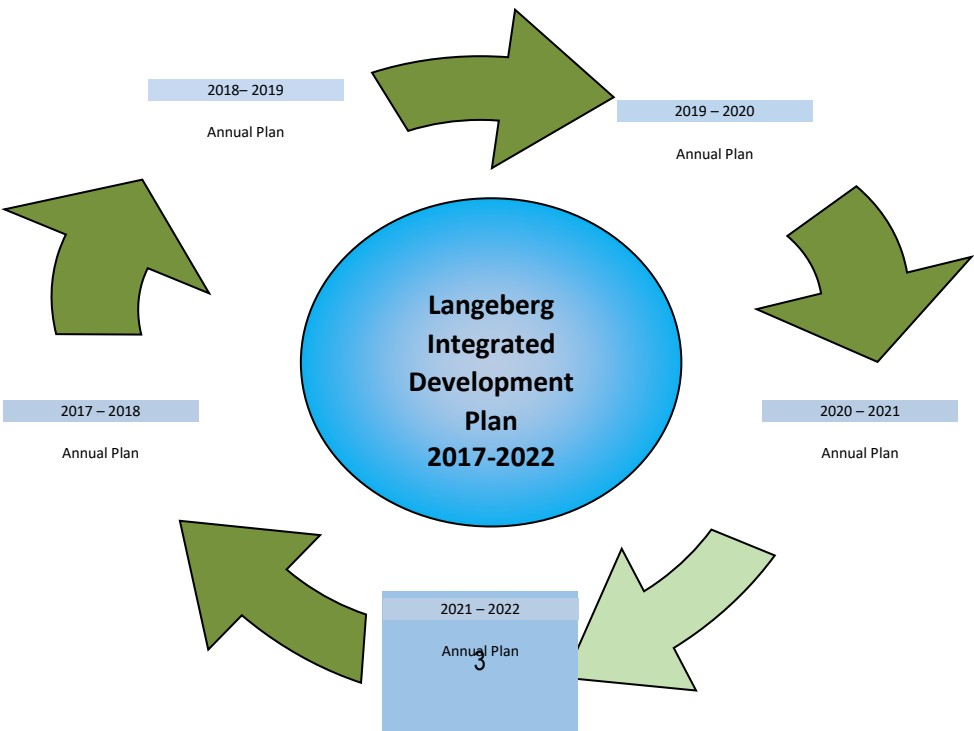 2018– 2019
Annual Plan
2019 – 2020
Annual Plan
Langeberg
Integrated
Development
Plan
2017-2022
2017 – 2018
Annual Plan
2020 – 2021
Annual Plan
2021 – 2022
Annual Plan
3